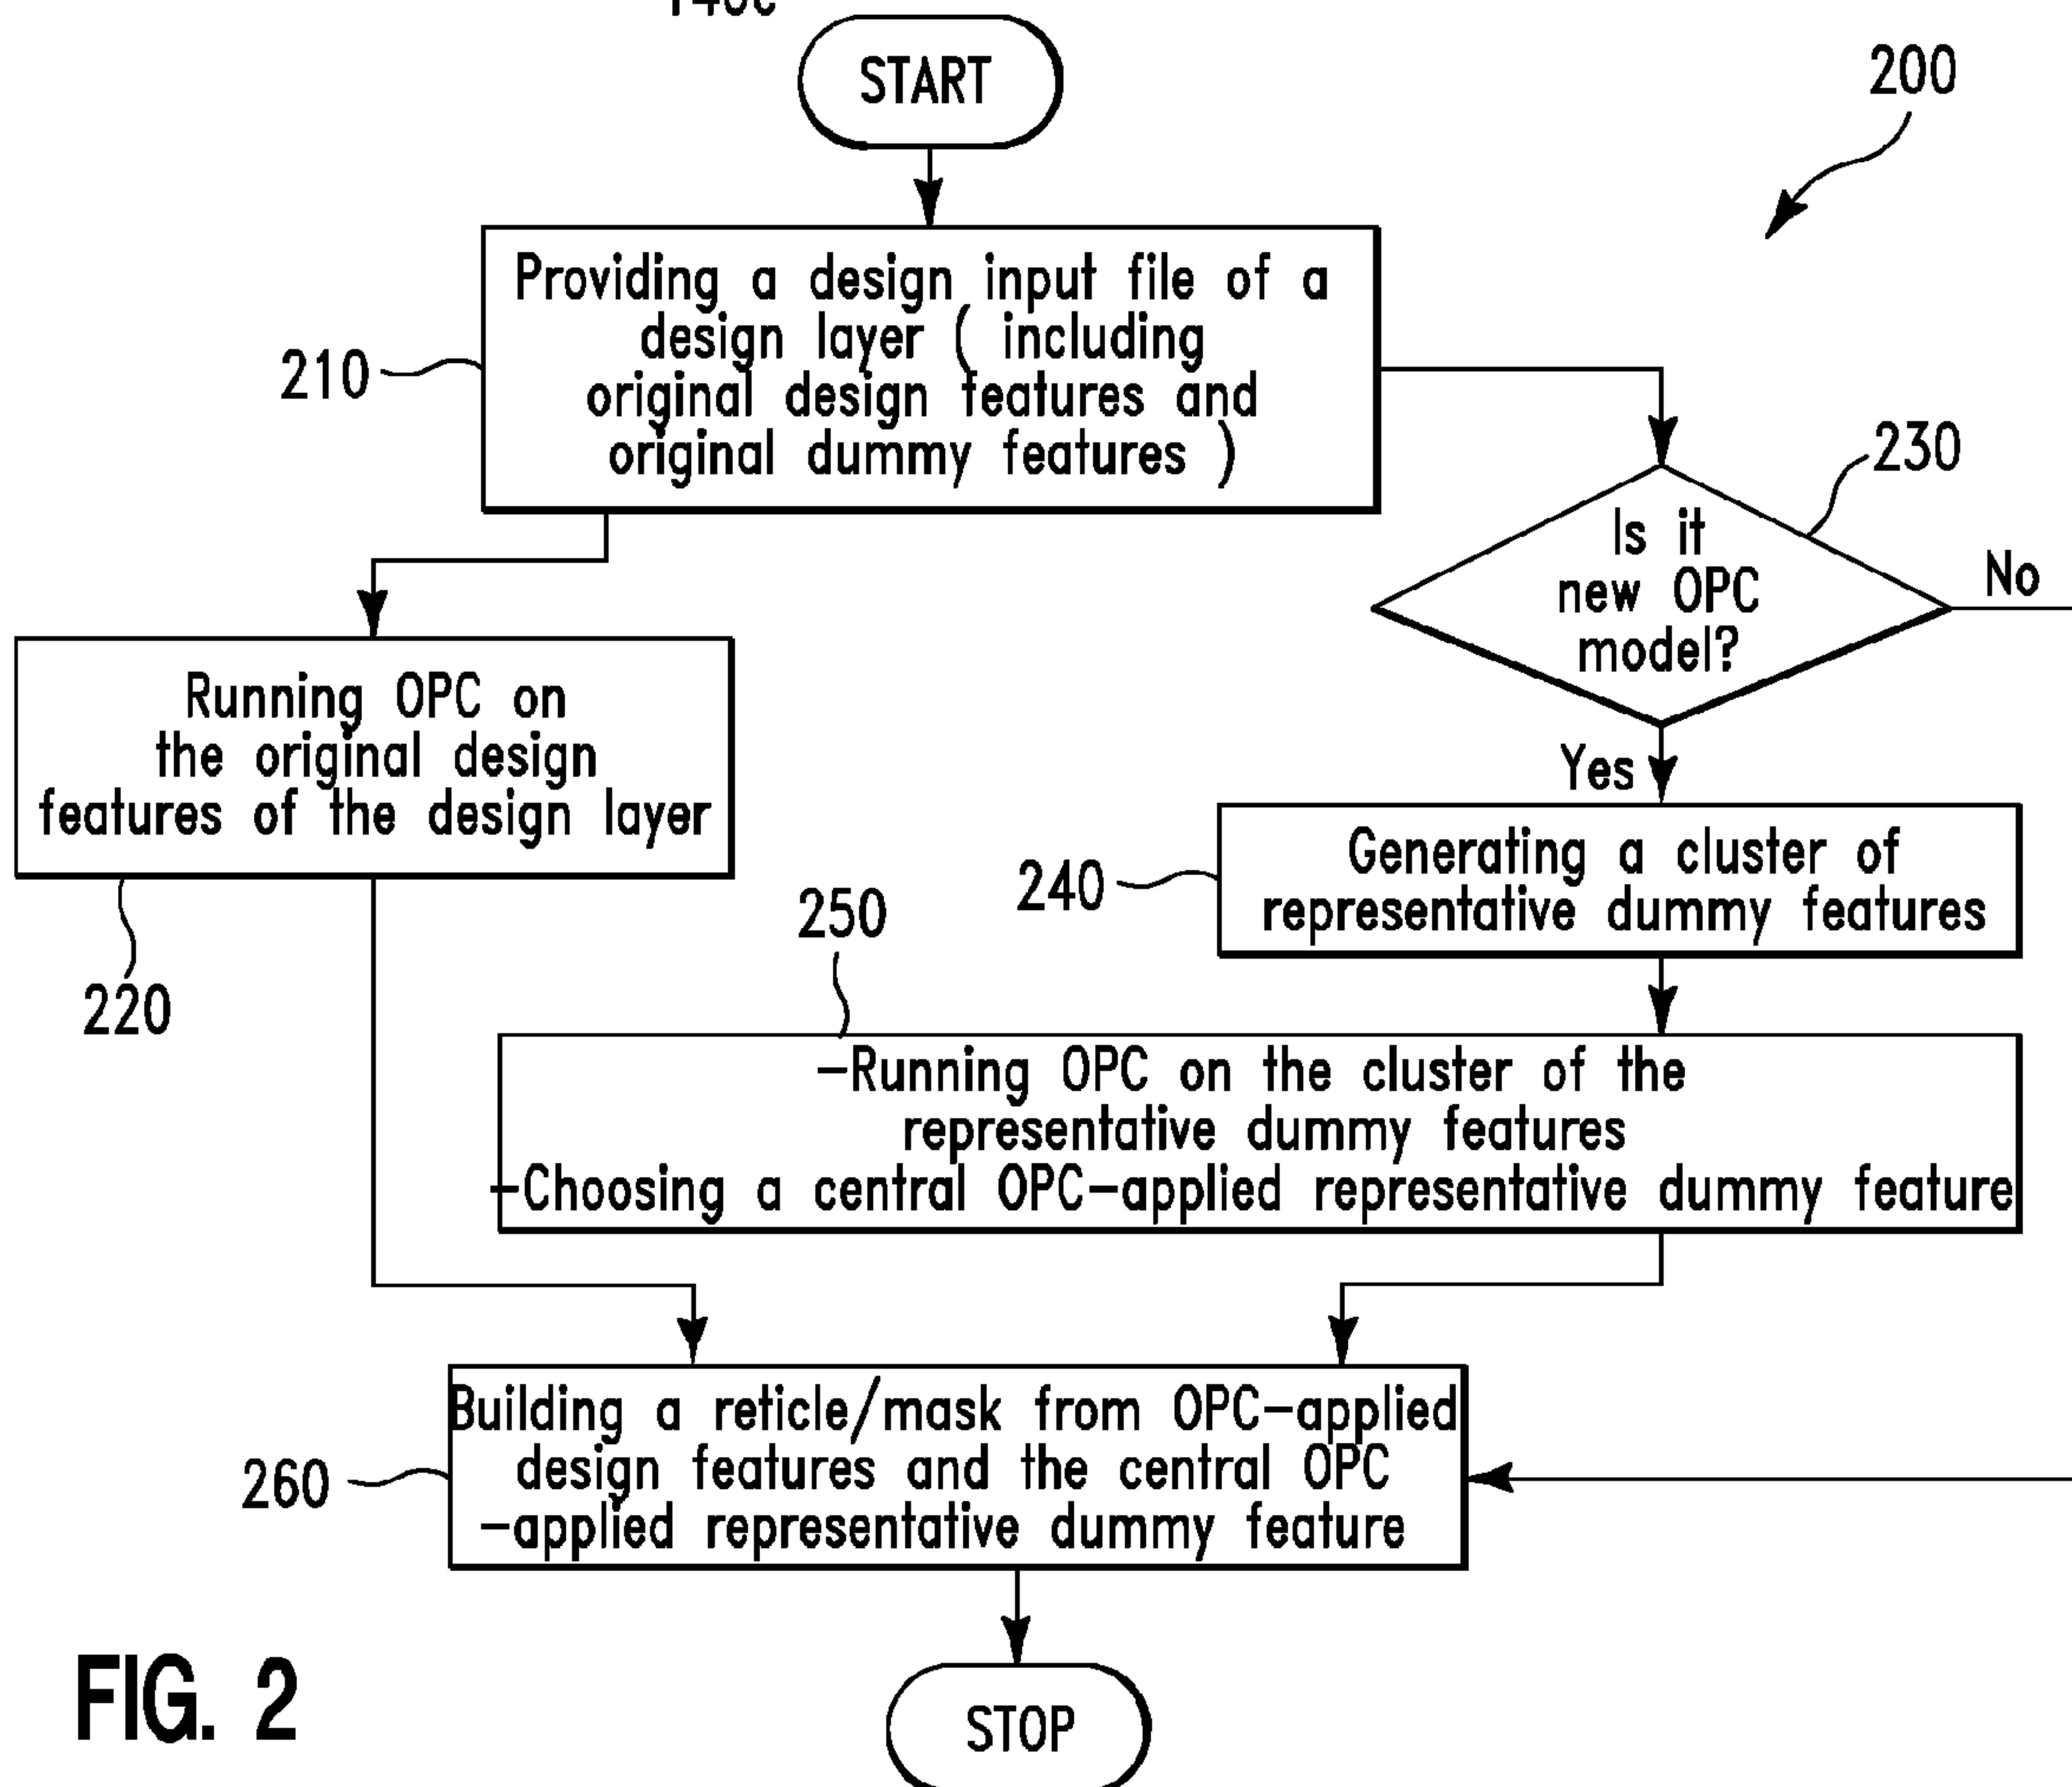 START
200
Providing a design input file of a
design layer ( including
original design features and
original dummy features )
210
230
Is it
new OPC
model?
No
Yes
Running OPC on
the original design
features of the design layer
220
Generating a cluster of
representative dummy features
240
250
-Running OPC on the cluster of the
representative dummy features
-Choosing a central OPC-applied representative dummy feature
Building a reticle/mask from OPC-applied
design features and the central OPC
-applied representative dummy feature
260
STOP
FIG. 2